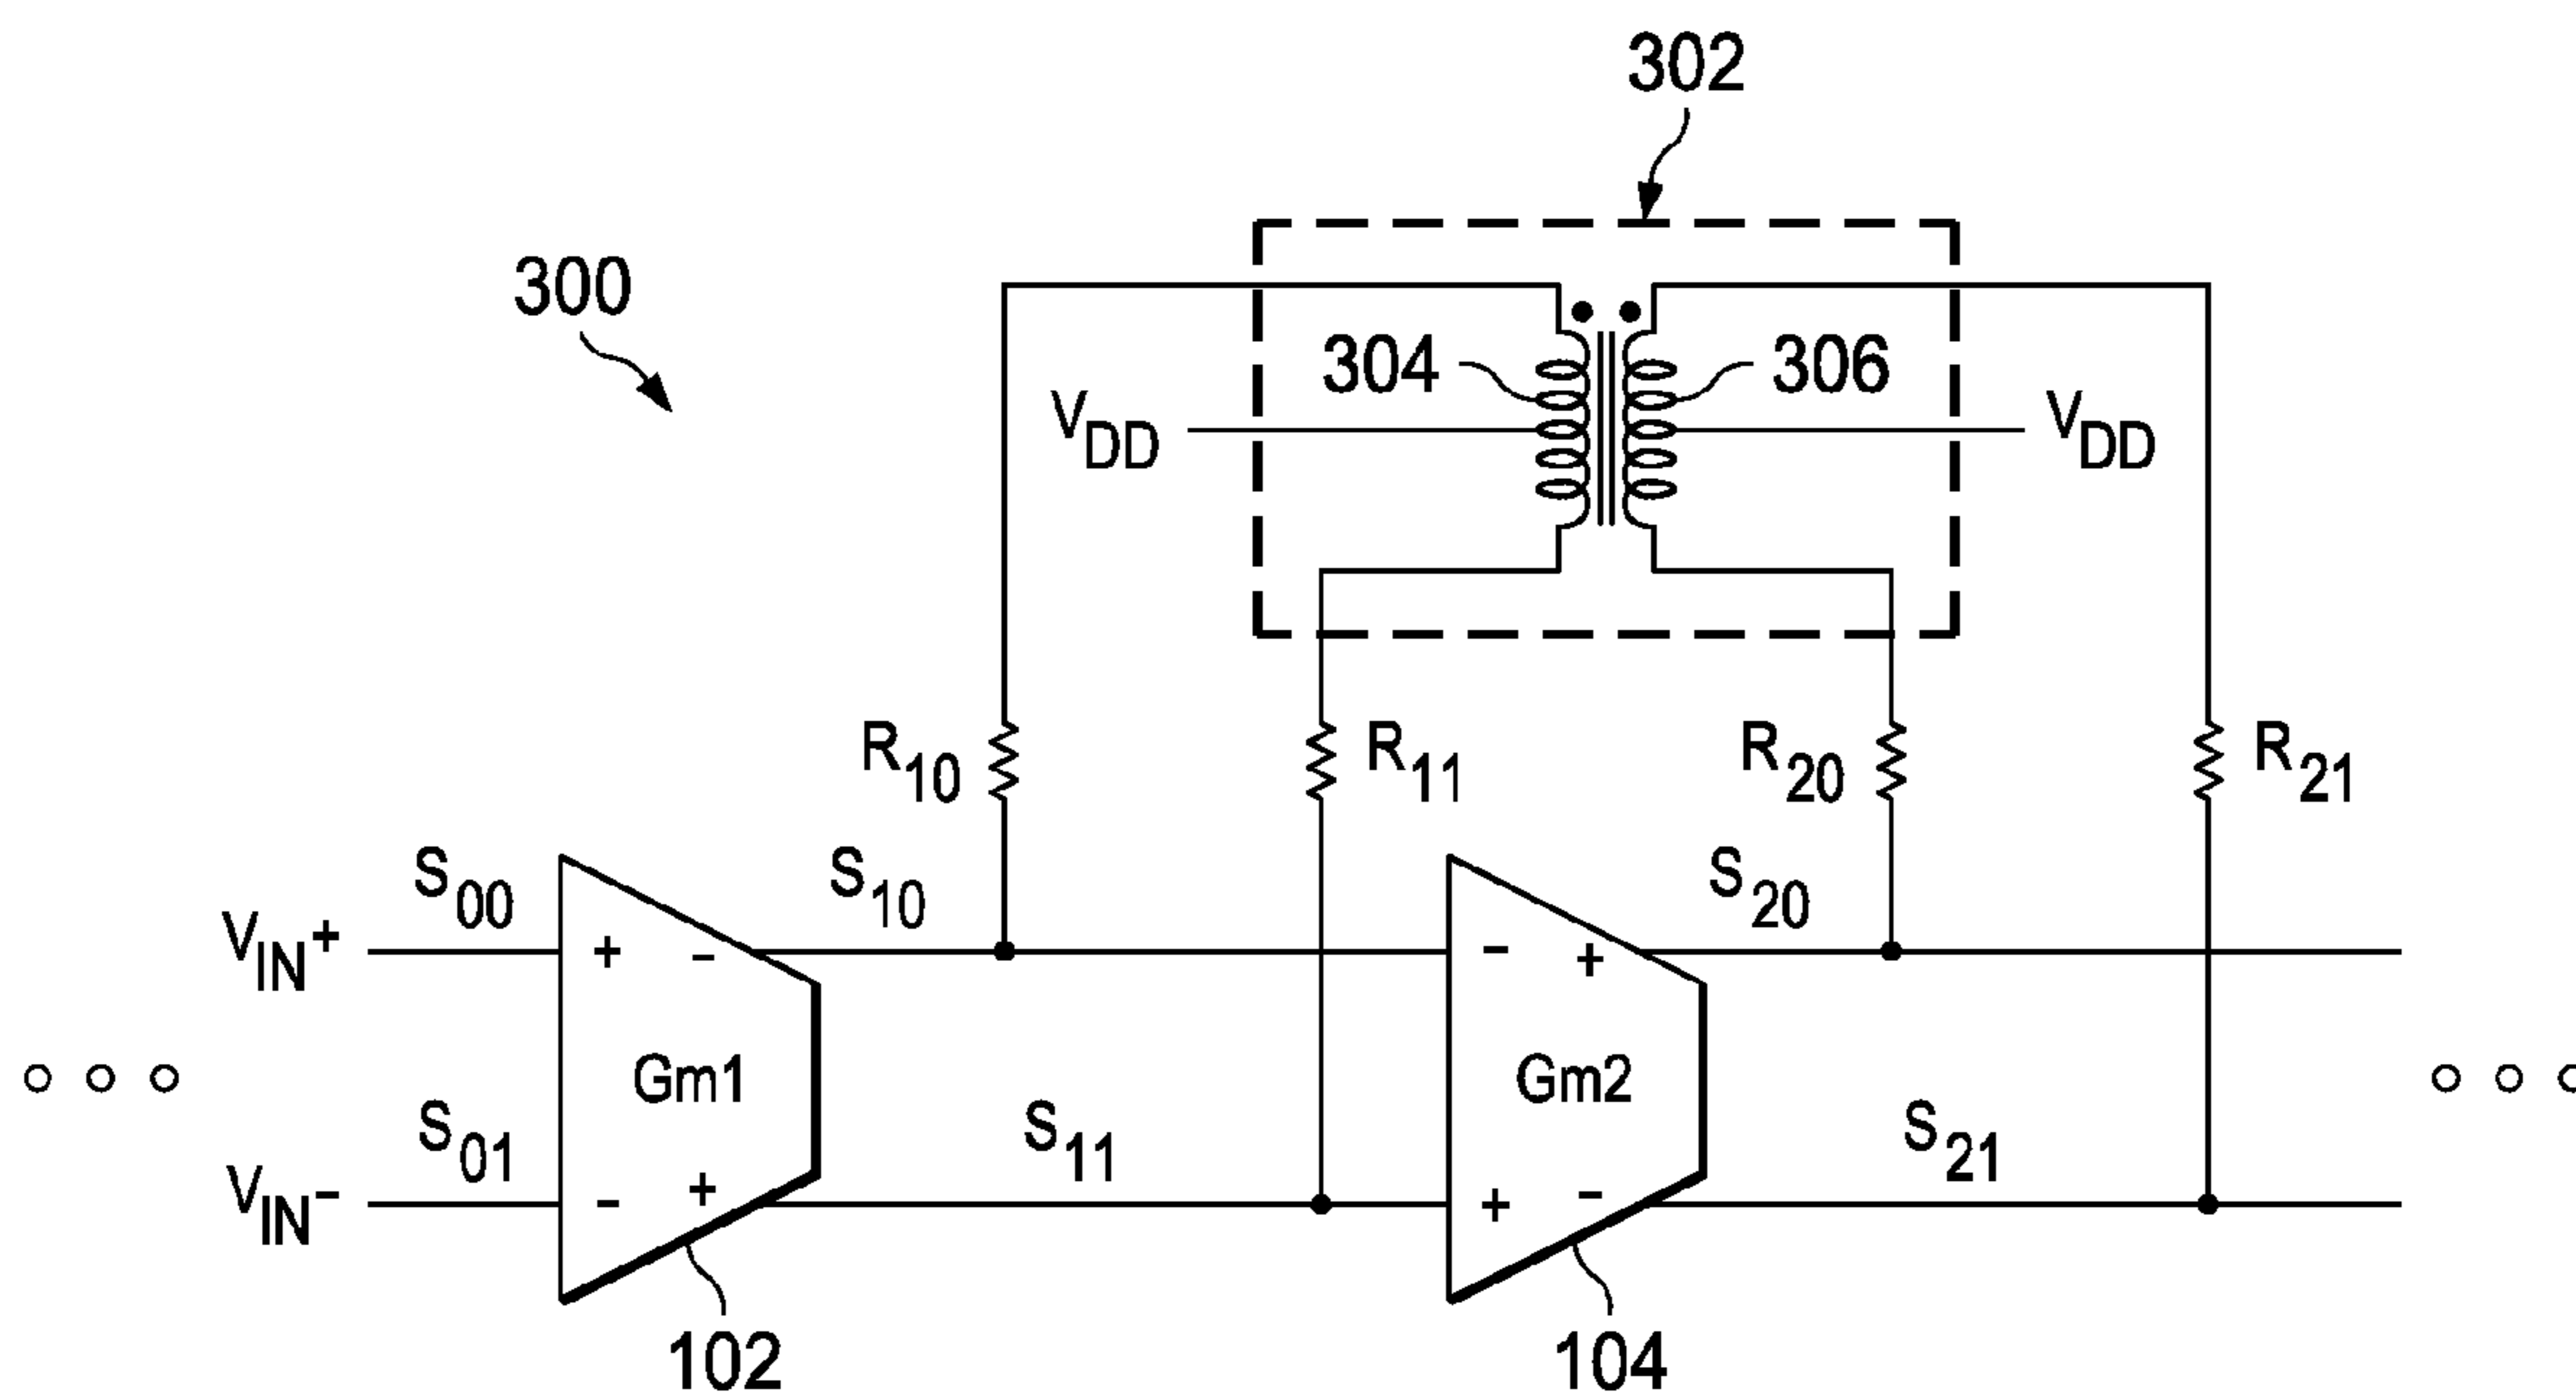 302
300
304
306
VDD
VDD
R10
R11
R20
R21
S00
S10
S20
VIN+
+
-
-
+
Gm1
Gm2
S01
S11
S21
VIN-
-
+
+
-
102
104